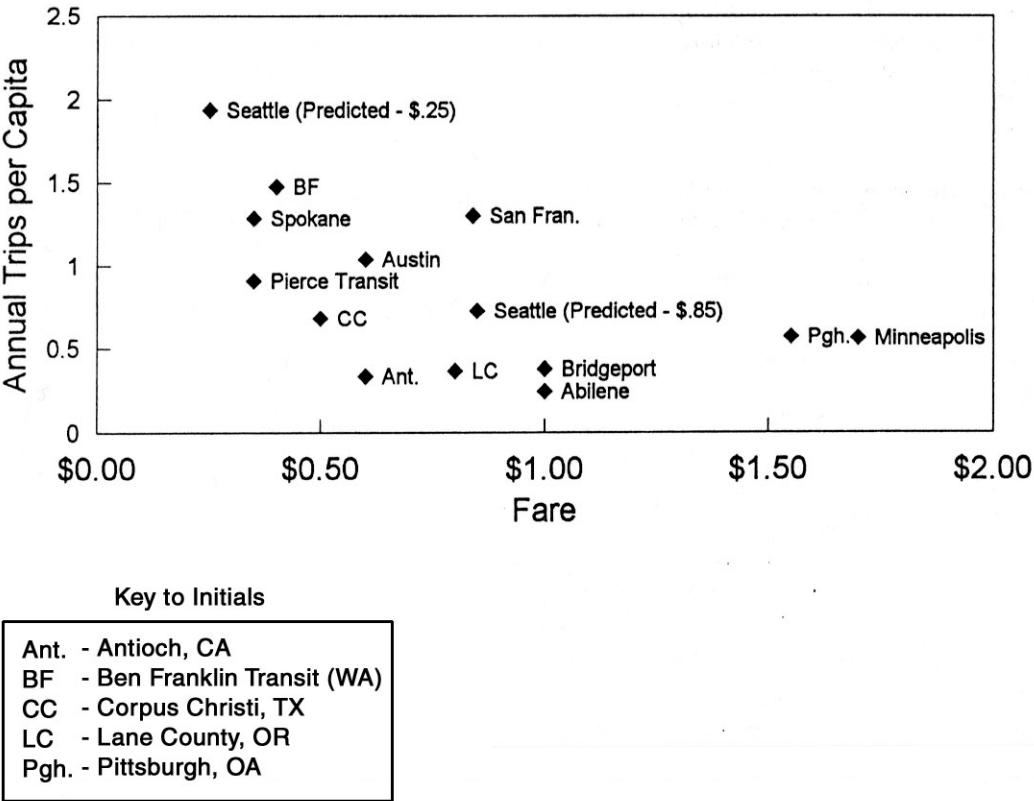 2.5
2
1.5
1
0.5
0
Annual Trips per Capita
Seattle (Predicted - $.25)
BF
Spokane
San Fran.
Austin
Pierce Transit
Seattle (Predicted - $.85)
CC
Pgh.
Minneapolis
Ant.
LC
Bridgeport
Abilene
$0.00 $0.50 $1.00 $1.50 $2.00
Fare
Key to Initials
Ant. - Antioch, CA
BF - Ben Franklin Transit (WA)
CC - Corpus Christi, TX
LC - Lane County, OR
Pgh. - Pittsburgh, OA